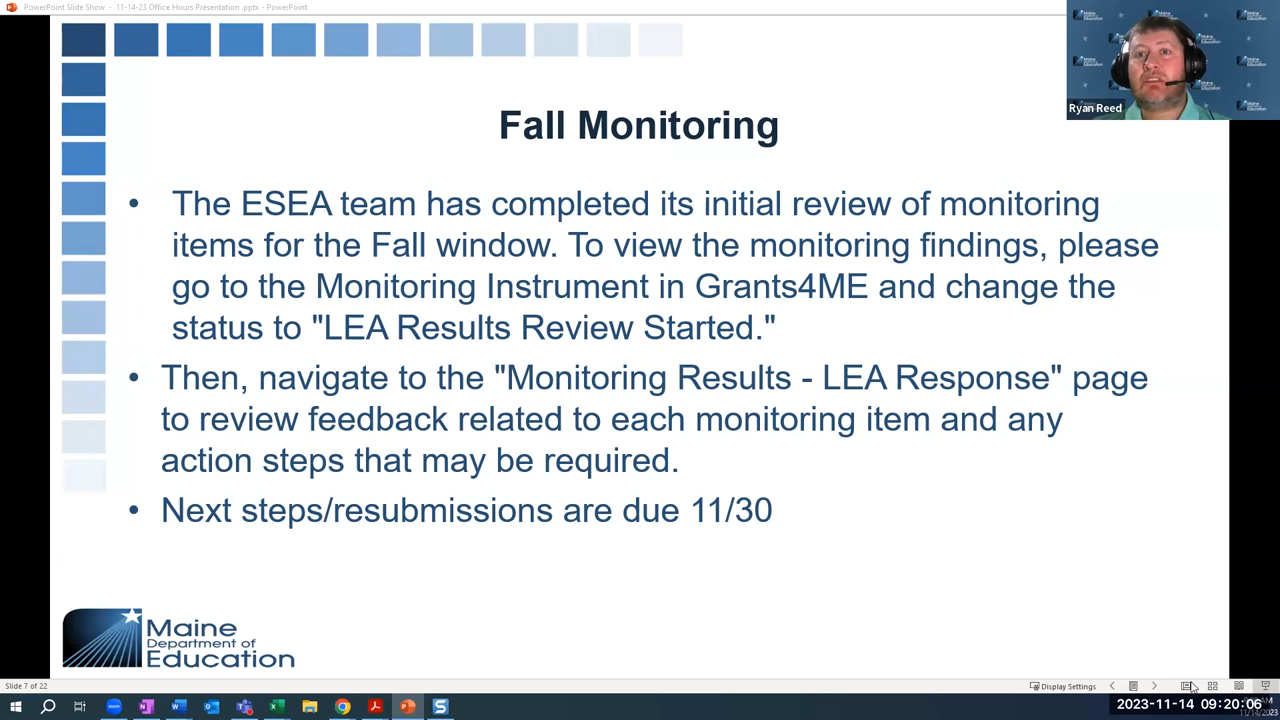 PowerPoint Slide Show - 11-14-23 Office Hours Presentation .pptx - PowerPoint
Ryan Reed
Fall Monitoring
• The ESEA team has completed its initial review of monitoring
items for the Fall window. To view the monitoring findings, please
go to the Monitoring Instrument in Grants4ME and change the
status to "LEA Results Review Started."
• Then, navigate to the "Monitoring Results - LEA Response" page
to review feedback related to each monitoring item and any
action steps that may be required.
• Next steps/resubmissions are due 11/30
Maine
Department of
Education
Slide 7 of 22
Display Settings
2023-11-14 09:20:06